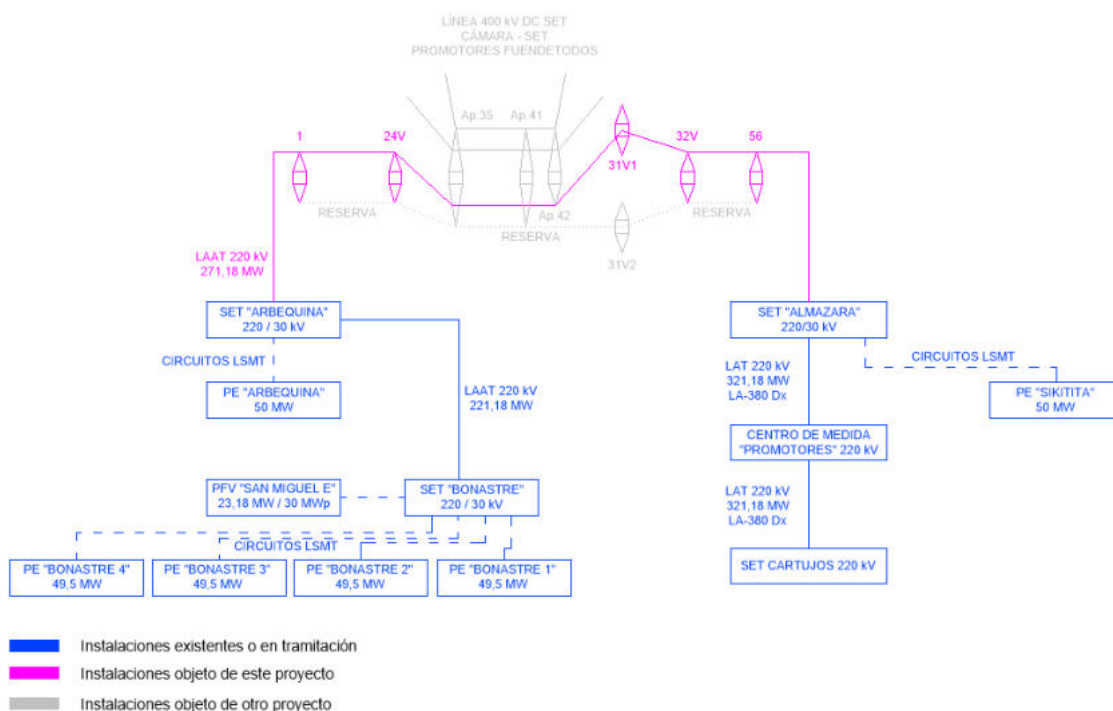 LÍNEA 400 kV DC SET
CÁMARA - SET
PROMOTORES FUENDETODOS
Ap.35
Ap.41
1
24V
31V1
32V
56
RESERVA
Ap.42
RESERVA
RESERVA
31V2
LAAT 220 kV
271,18 MW
SET "ARBEQUINA"
220 / 30 kV
SET "ALMAZARA"
220/30 kV
CIRCUITOS LSMT
CIRCUITOS LSMT
PE "ARBEQUINA"
50 MW
LAAT 220 kV
221,18 MW
LAT 220 kV
321,18 MW
LA-380 Dx
PE "SIKITITA"
50 MW
CENTRO DE MEDIDA
"PROMOTORES" 220 kV
PFV "SAN MIGUEL E"
23,18 MW / 30 MWp
SET "BONASTRE"
220 / 30 kV
LAT 220 kV
321,18 MW
LA-380 Dx
CIRCUITOS LSMT
PE "BONASTRE 4"
49,5 MW
PE "BONASTRE 3"
49,5 MW
PE "BONASTRE 2"
49,5 MW
PE "BONASTRE 1"
49,5 MW
SET CARTUJOS 220 kV
Instalaciones existentes o en tramitación
Instalaciones objeto de este proyecto
Instalaciones objeto de otro proyecto